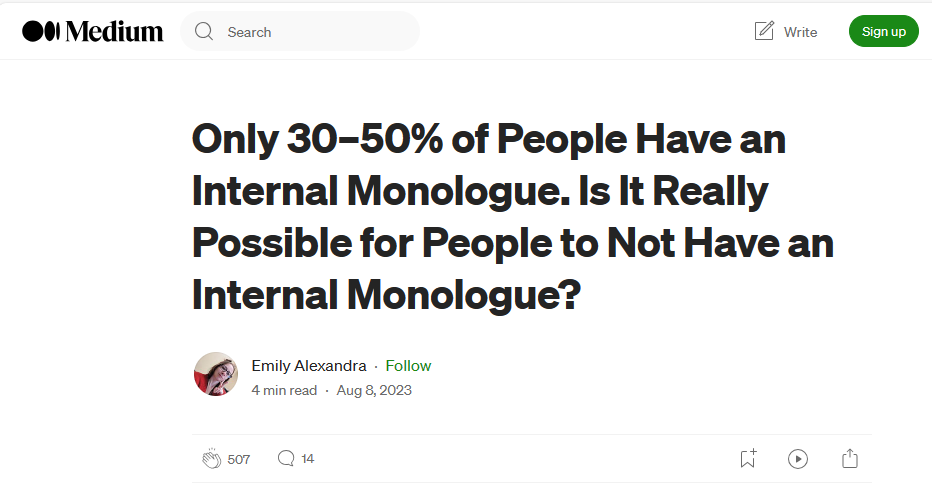 Medium
Search
Write
Sign up
Only 30–50% of People Have an
Internal Monologue. Is It Really
Possible for People to Not Have an
Internal Monologue?
Emily Alexandra · Follow
4 min read · Aug 8, 2023
507
14